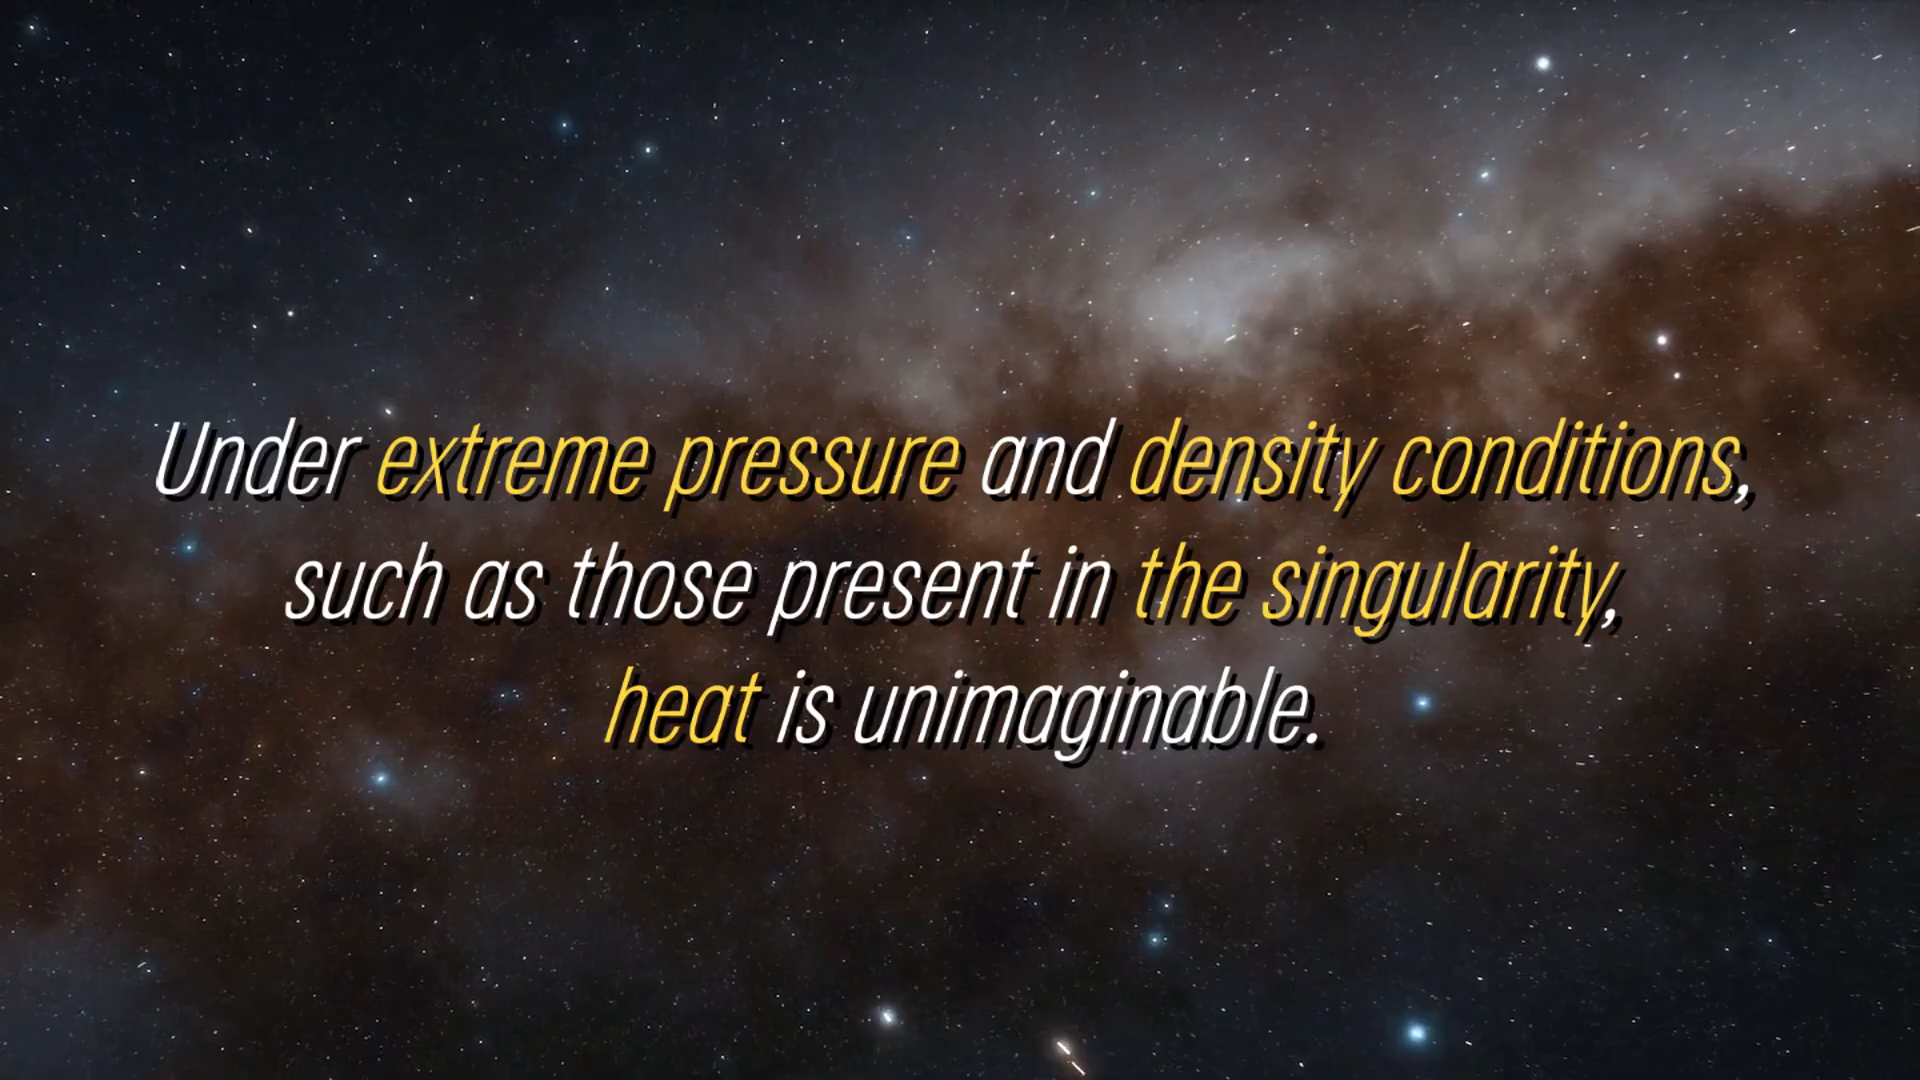 Under extreme pressure and density conditions,
such as those present in the singularity,
heat is unimaginable.